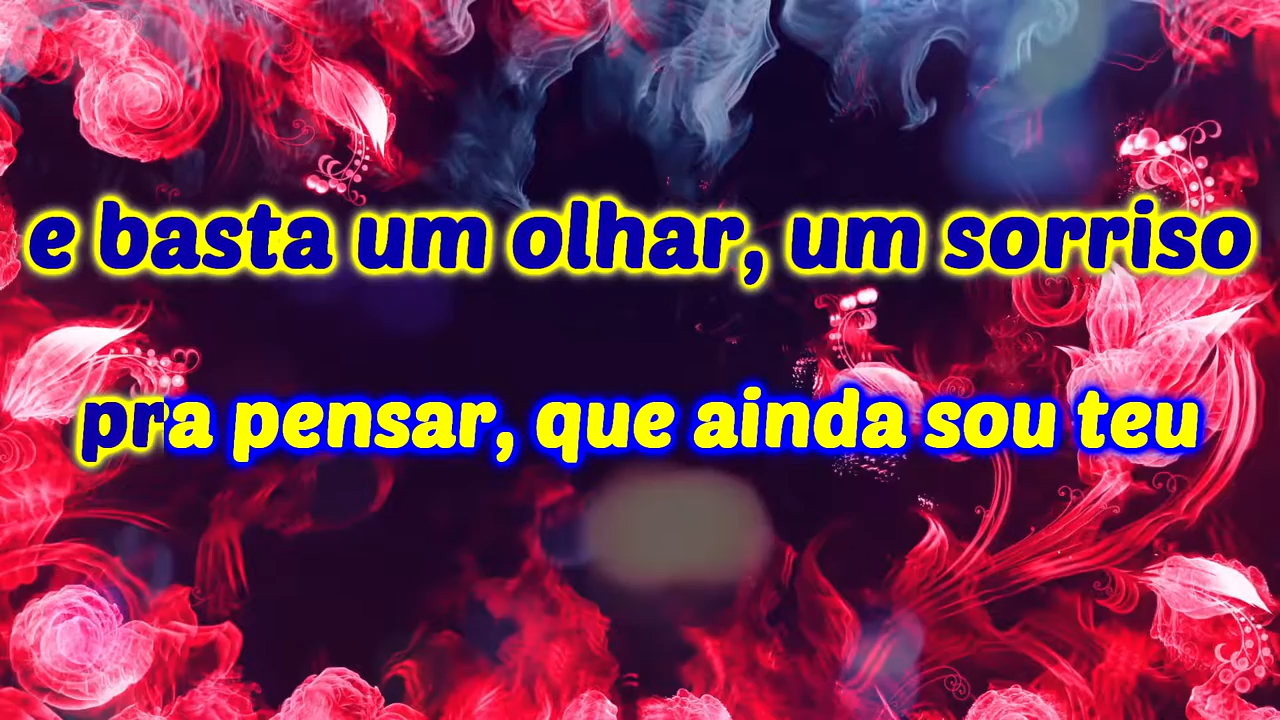 e basta um olhar, um sorriso
pra pensar, que ainda sou teu